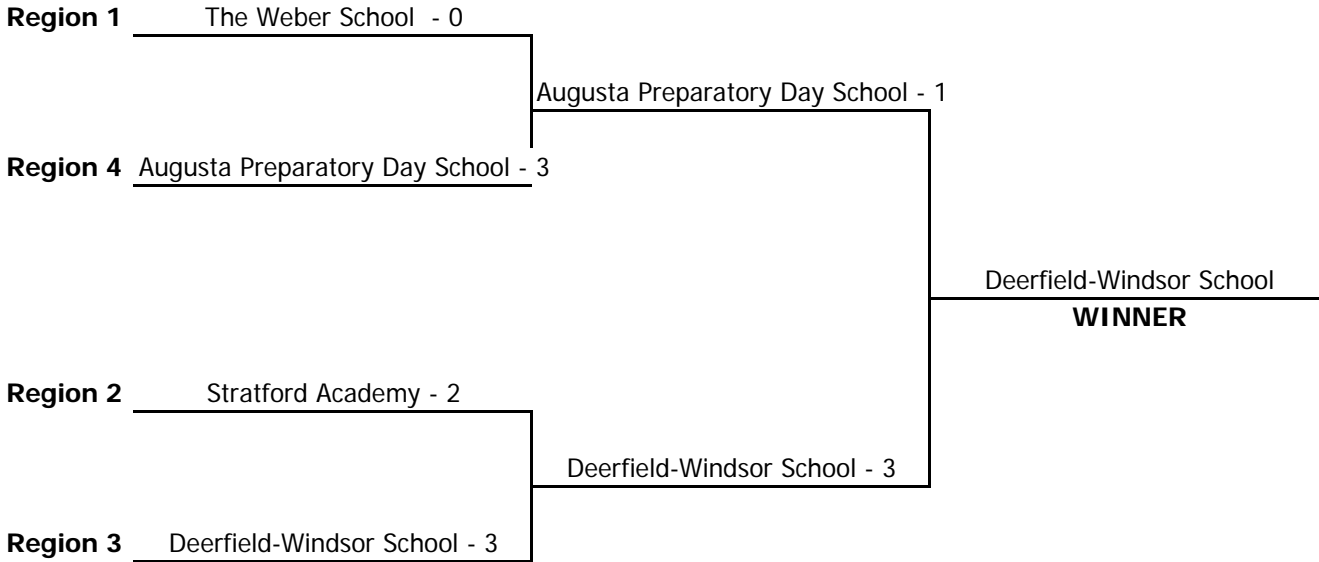 Region 1 The Weber School - 0
Augusta Preparatory Day School - 1
Region 4 Augusta Preparatory Day School - 3
Deerfield-Windsor School
WINNER
Region 2 Stratford Academy - 2
Deerfield-Windsor School - 3
Region 3 Deerfield-Windsor School - 3